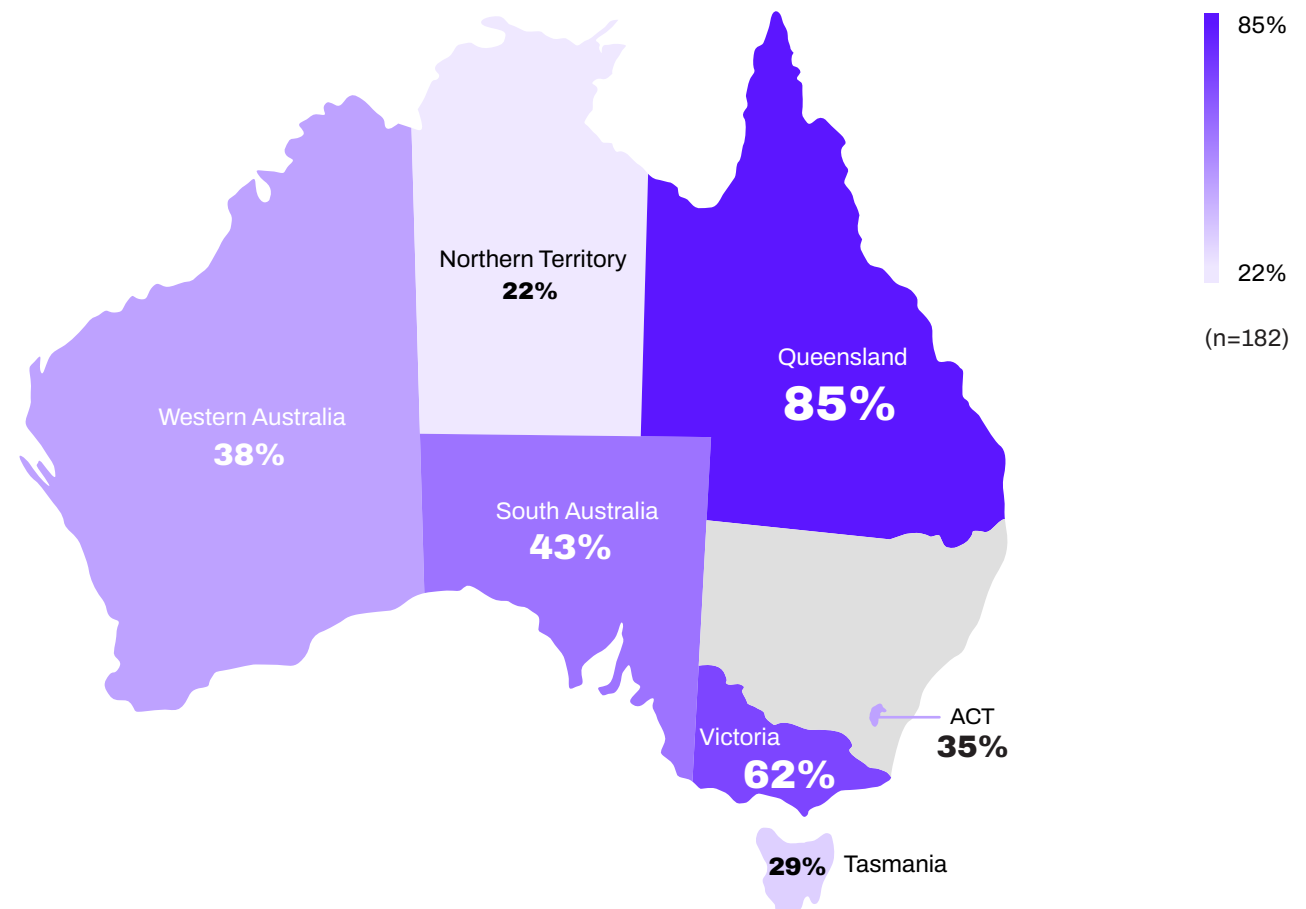 85%
22%
(n=182)
Northern Territory
22%
Queensland
85%
Western Australia
38%
South Australia
43%
ACT
35%
Victoria
62%
29%
Tasmania